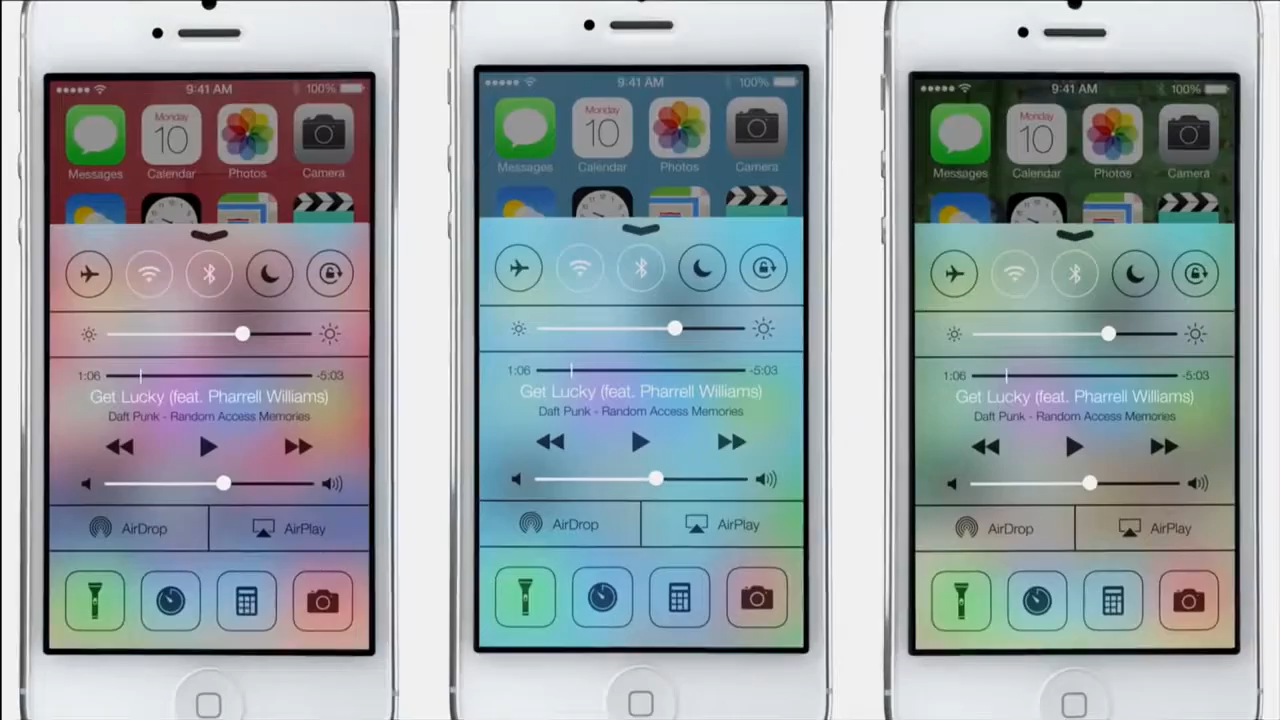 9:41 AM 100%
Monday
10
Messages Calendar Photos Camera
1:06 -5:03
Get Lucky (feat. Pharrell Williams)
Daft Punk - Random Access Memories
AirDrop AirPlay
9:41 AM 100%
Monday
10
Messages Calendar Photos Camera
1:06 -5:03
Get Lucky (feat. Pharrell Williams)
Daft Punk - Random Access Memories
AirDrop AirPlay
9:41 AM 100%
Monday
10
Messages Calendar Photos Camera
1:06 -5:03
Get Lucky (feat. Pharrell Williams)
Daft Punk - Random Access Memories
AirDrop AirPlay